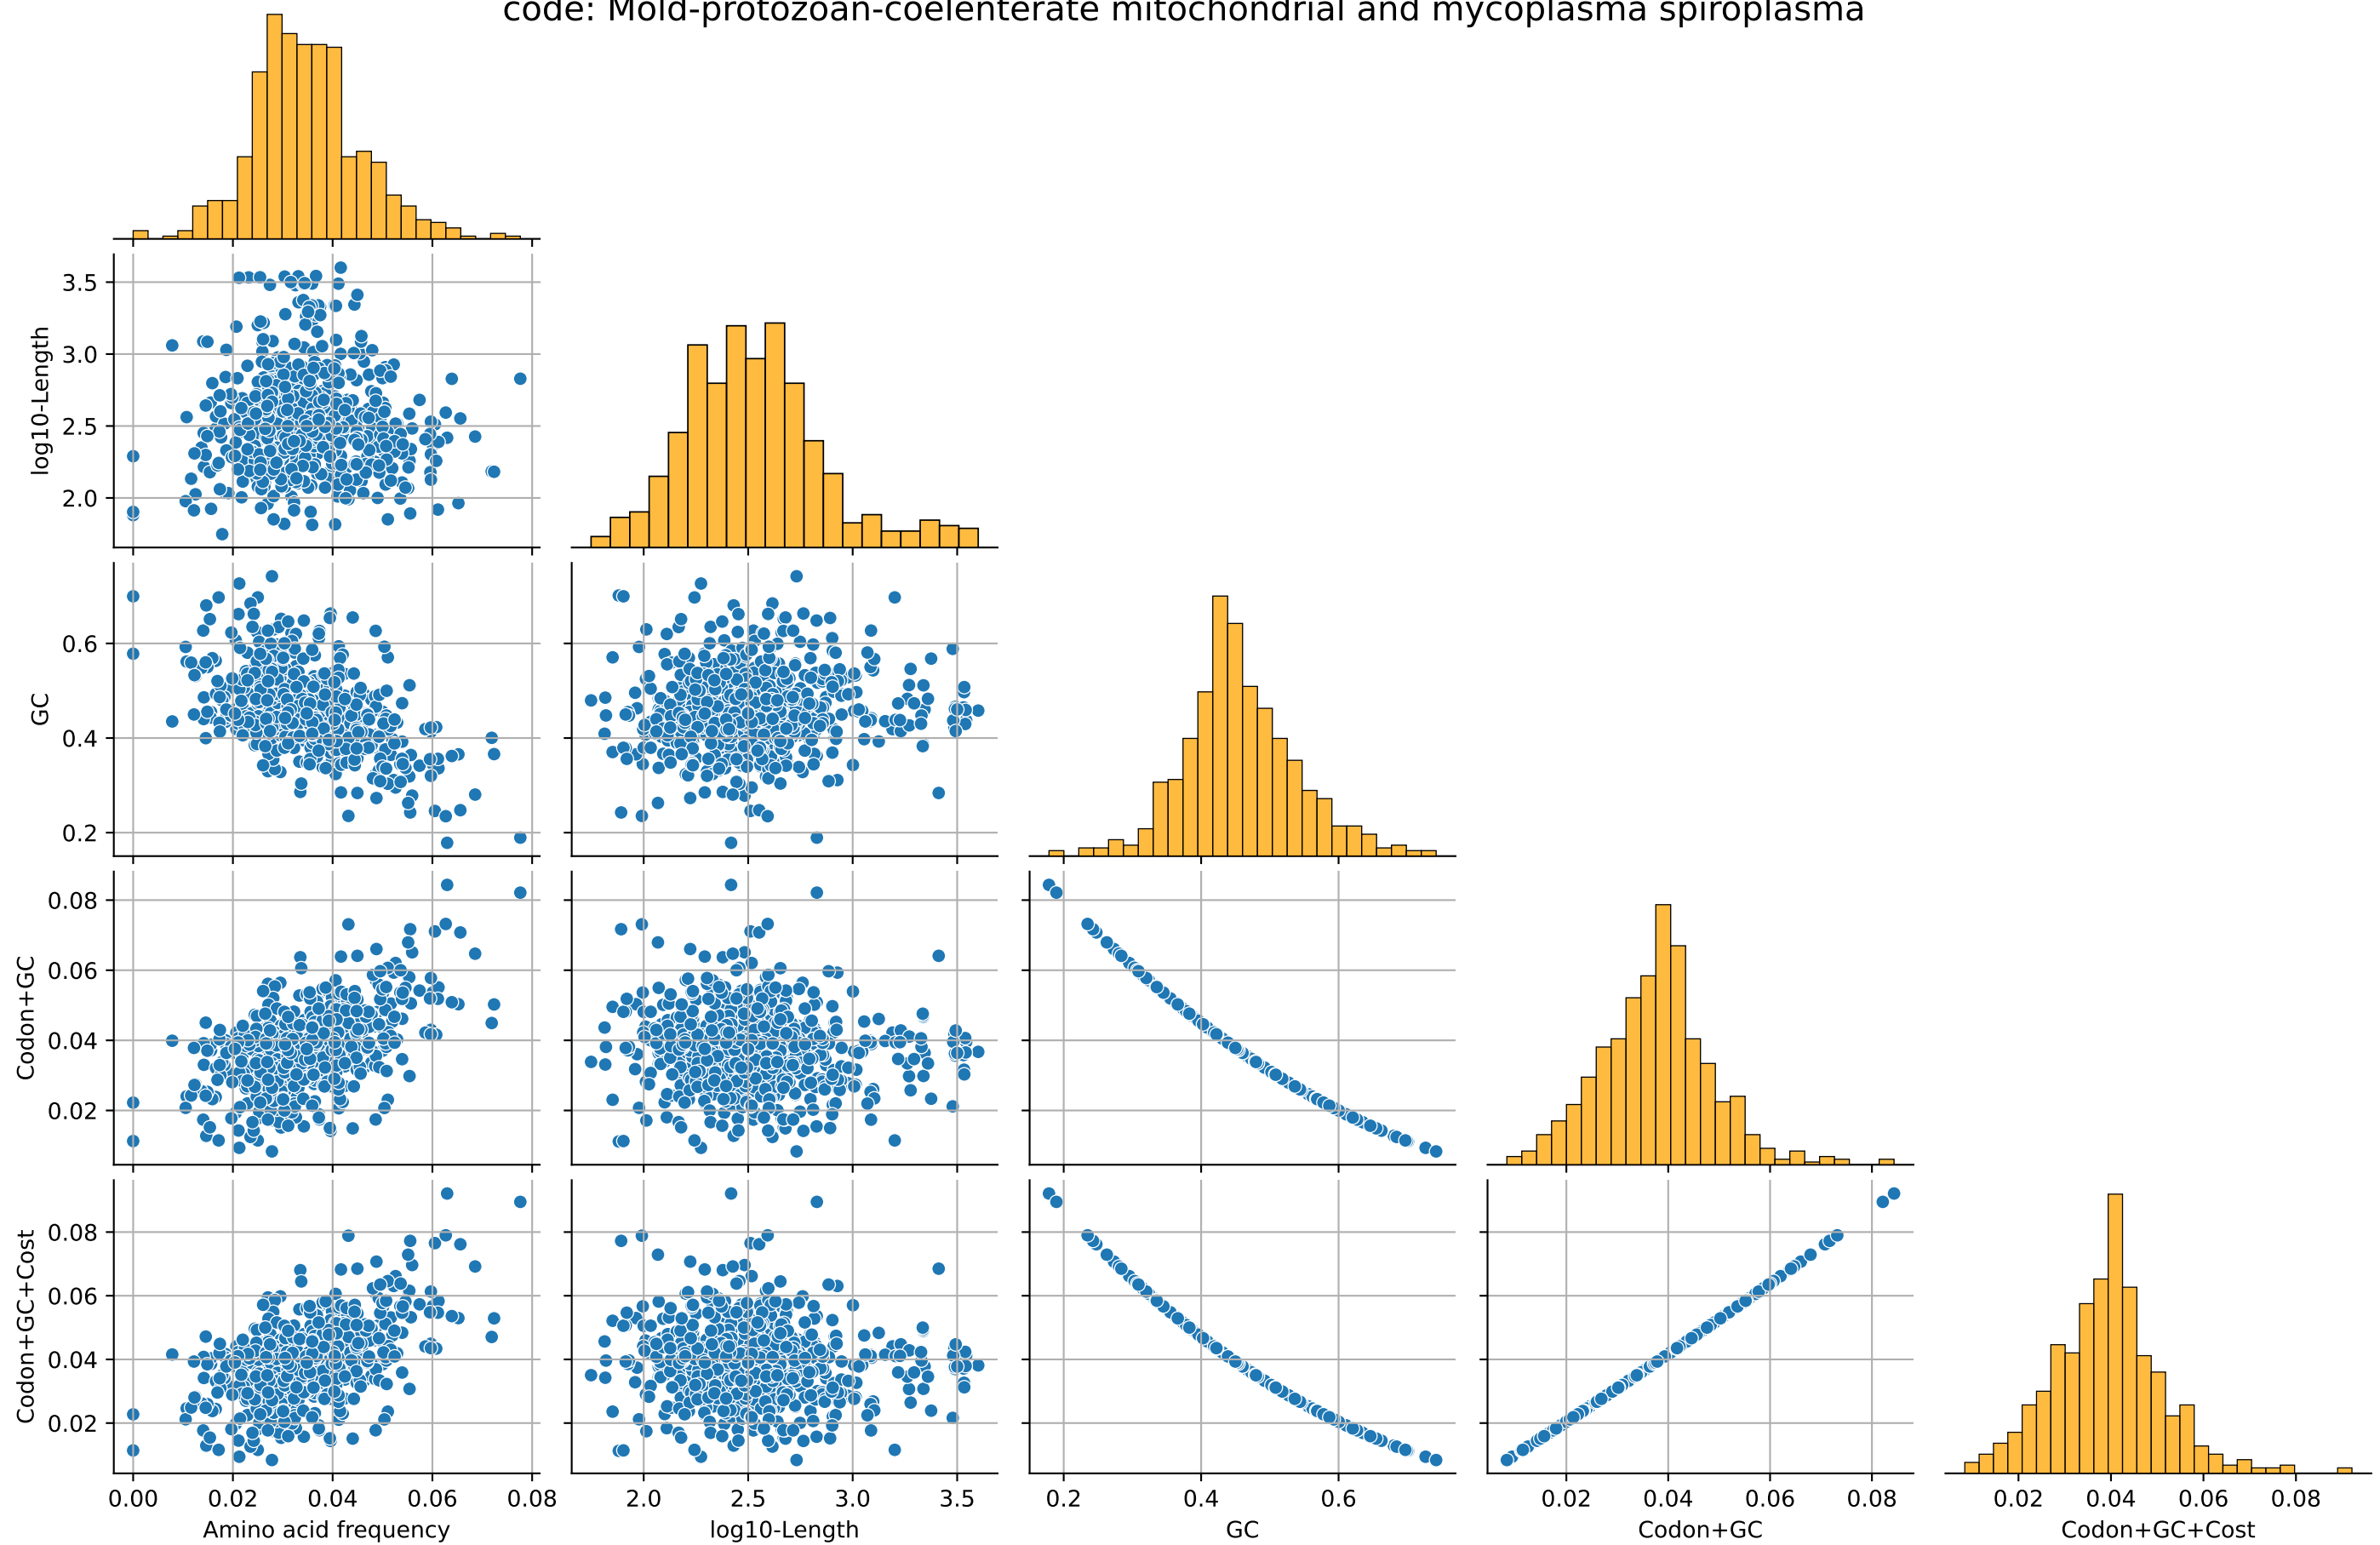 code: Mold-protozoan-coelenterate mitochondrial and mycoplasma spiroplasma
3.5
3.0
2.5
2.0
log10-Length
0.6
0.4
0.2
GC
0.08
0.06
0.04
0.02
Codon+GC
0.08
0.06
0.04
0.02
Codon+GC+Cost
0.00 0.02 0.04 0.06 0.08
Amino acid frequency
2.0 2.5 3.0 3.5
log10-Length
0.2 0.4 0.6
GC
0.02 0.04 0.06 0.08
Codon+GC
0.02 0.04 0.06 0.08
Codon+GC+Cost